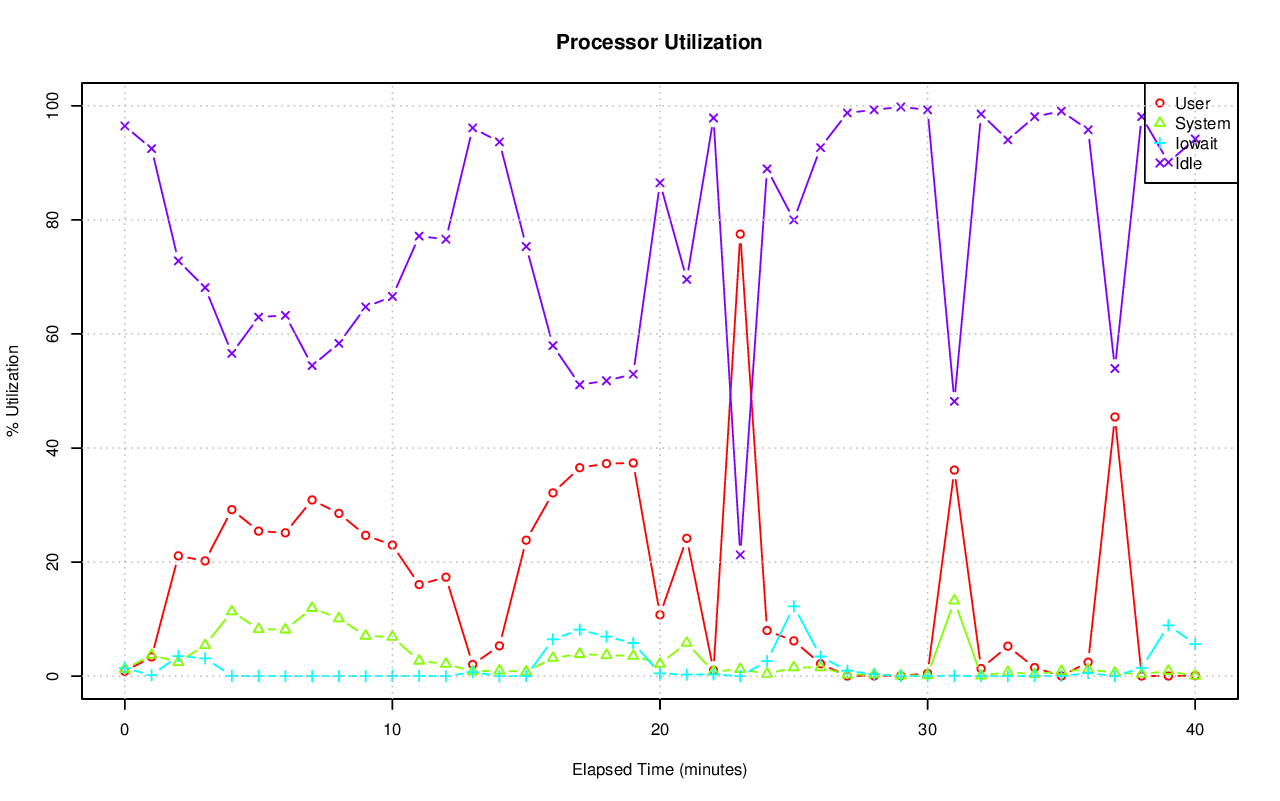 Processor Utilization
% Utilization
100
80
60
40
20
0
User
System
Iowait
Idle
0 10 20 30 40
Elapsed Time (minutes)